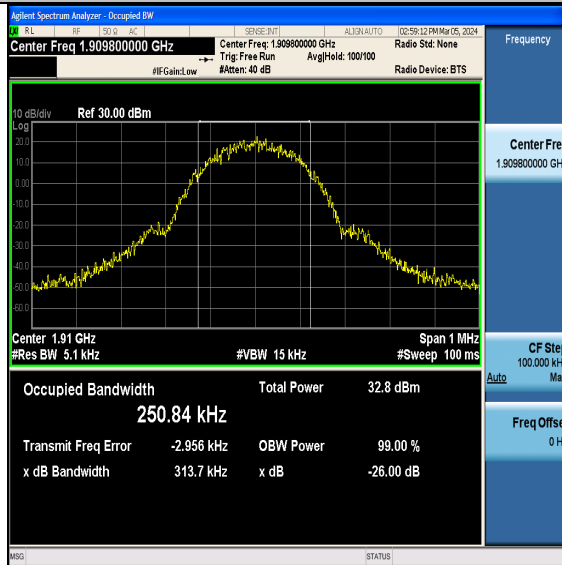 Agilent Spectrum Analyzer - Occupied BW
RL RF 50 Ω AC SENSE:INT ALIGN AUTO 02:59:12 PM Mar 05, 2024
Center Freq 1.909800000 GHz Center Freq: 1.909800000 GHz Radio Std: None
Trig: Free Run Avg|Hold: 100/100
#IFGain:Low #Atten: 40 dB Radio Device: BTS
10 dB/div Ref 30.00 dBm
Log
20.0
10.0
0.00
-10.0
-20.0
-30.0
-40.0
-50.0
-60.0
Center 1.91 GHz Span 1 MHz
#Res BW 5.1 kHz #VBW 15 kHz #Sweep 100 ms
Occupied Bandwidth Total Power 32.8 dBm
250.84 kHz
Transmit Freq Error -2.956 kHz OBW Power 99.00 %
x dB Bandwidth 313.7 kHz x dB -26.00 dB
MSG STATUS
Frequency
Center Fre
1.909800000 GH
CF Ste
100.000 kH
Auto Ma
Freq Offse
0 H